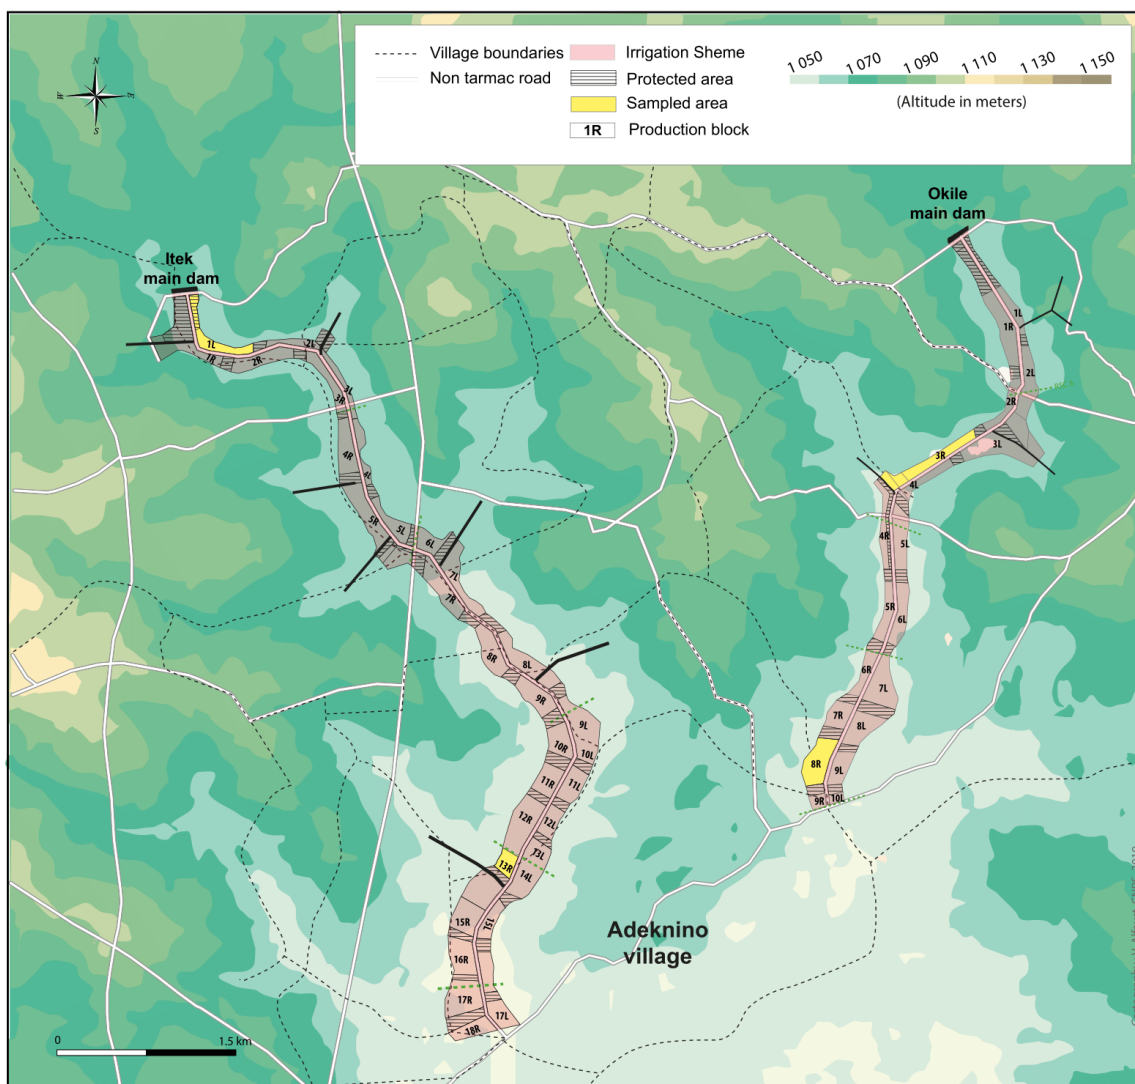 Village boundaries
Non tarmac road
Irrigation Sheme
Protected area
Sampled area
1R Production block
1 050 1 070 1 090 1 110 1 130 1 150
(Altitude in meters)
N
W E
S
Okile
main dam
Itek
main dam
1L
1R
2R
2L
3L
3R
4R
4L
5R
5L
6L
7L
7R
8R
8L
9R
9L
10R
10L
11R
11L
12R
12L
13L
13R
14L
15R
15L
16R
17R
17L
18R
1L
1R
2L
2R
3L
3R
4L
4R
5L
5R
6L
6R
7L
7R
8L
8R
9L
9R
10L
Adeknino
village
0 1.5 km